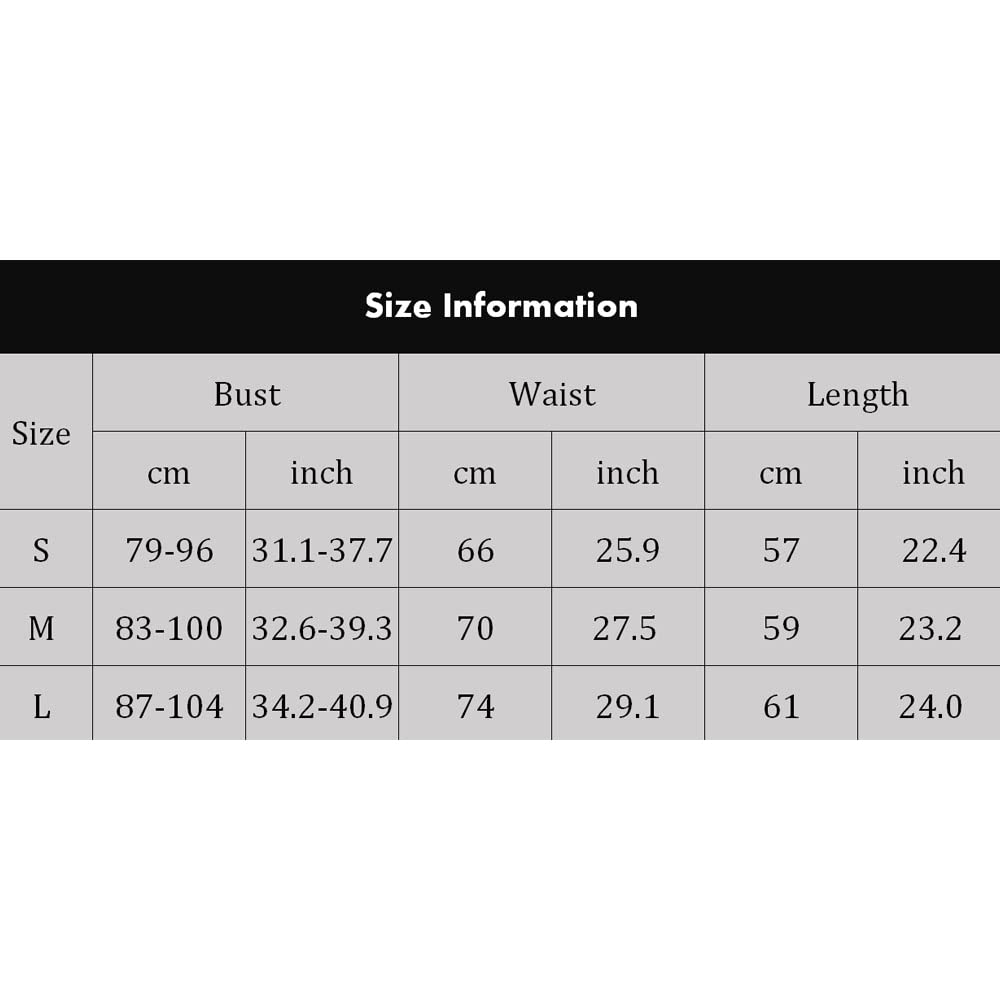 Size Information
Size Bust Waist Length
cm inch cm inch cm inch
S 79-96 31.1-37.7 66 25.9 57 22.4
M 83-100 32.6-39.3 70 27.5 59 23.2
L 87-104 34.2-40.9 74 29.1 61 24.0